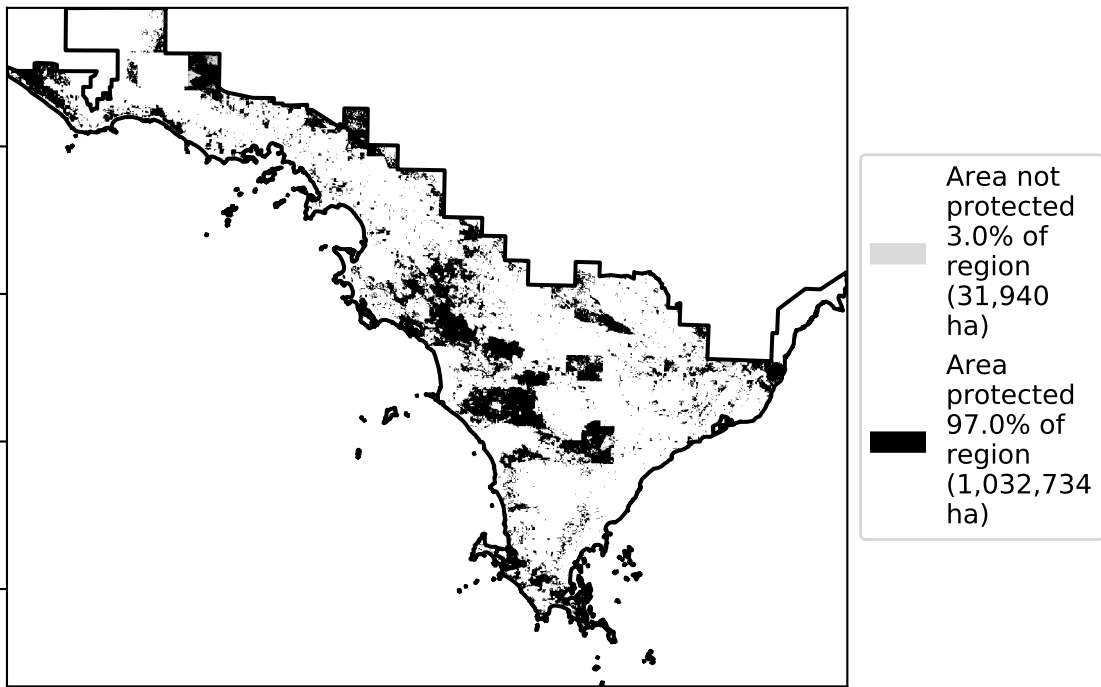 Area not
protected
3.0% of
region
(31,940
ha)
Area
protected
97.0% of
region
(1,032,734
ha)